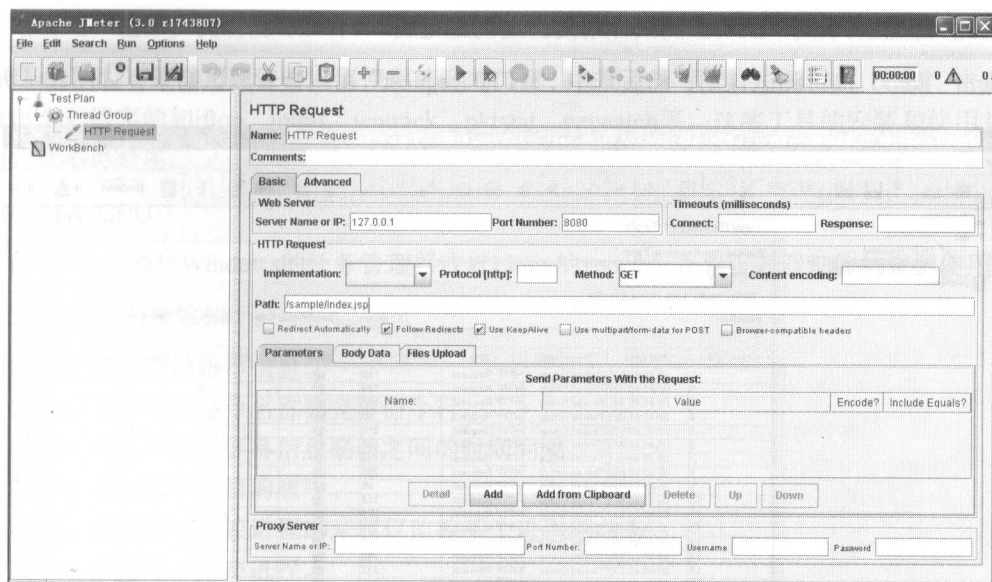 Apache JMeter (3.0 r1743807)
File Edit Search Run Options Help
00:00:00 0 0
Test Plan
Thread Group
HTTP Request
WorkBench
HTTP Request
Name: HTTP Request
Comments:
Basic Advanced
Web Server
Server Name or IP: 127.0.0.1 Port Number: 8080
Timeouts (milliseconds)
Connect: Response:
HTTP Request
Implementation: Protocol [http]: Method: GET Content encoding:
Path: /sample/index.jsp
Redirect Automatically Follow Redirects Use KeepAlive Use multipart/form-data for POST Browser-compatible headers
Parameters Body Data Files Upload
Send Parameters With the Request:
Name: Value Encode? Include Equals?
Detail Add Add from Clipboard Delete Up Down
Proxy Server
Server Name or IP: Port Number: Username Password